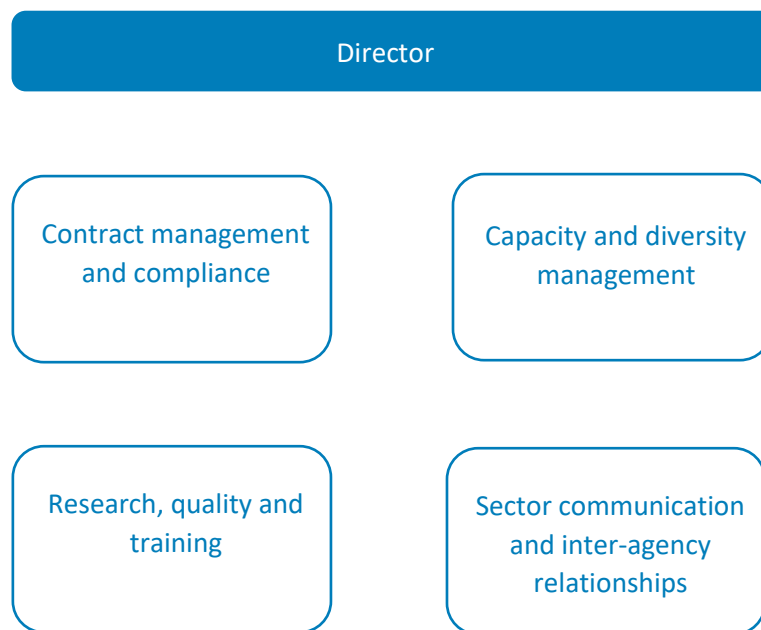 Director
Contract management
and compliance
Capacity and diversity
management
Research, quality and
training
Sector communication
and inter-agency
relationships